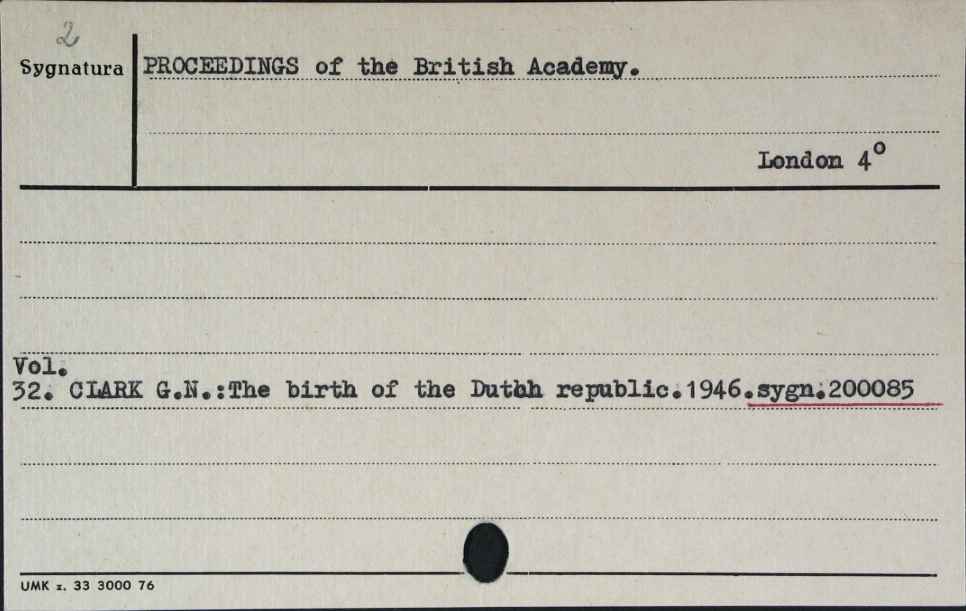 2
Sygnatura PROCEEDINGS of the British Academy.
London 4°
Vol.
32. CLARK G.N.:The birth of the Dutch republic.1946.sygn.200085
UMK z. 33 3000 76